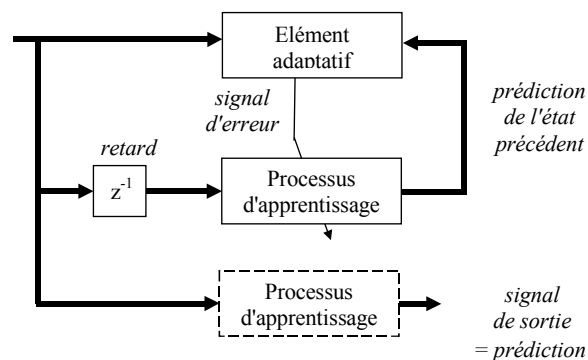 Elément
adaptatif
signal
d'erreur
prédiction
de l'état
précédent
retard
z-1
Processus
d'apprentissage
Processus
d'apprentissage
signal
de sortie
= prédiction